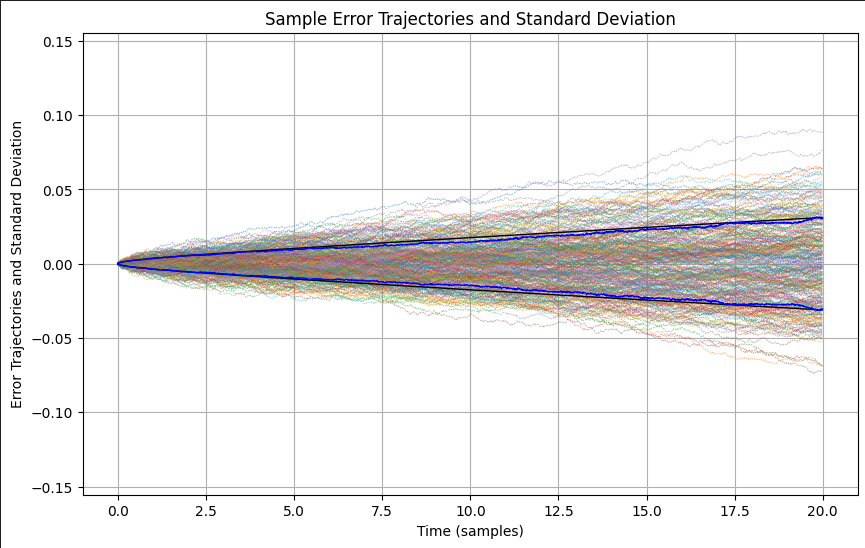 Sample Error Trajectories and Standard Deviation
0.15
0.10
0.05
0.00
−0.05
−0.10
−0.15
Error Trajectories and Standard Deviation
0.0 2.5 5.0 7.5 10.0 12.5 15.0 17.5 20.0
Time (samples)